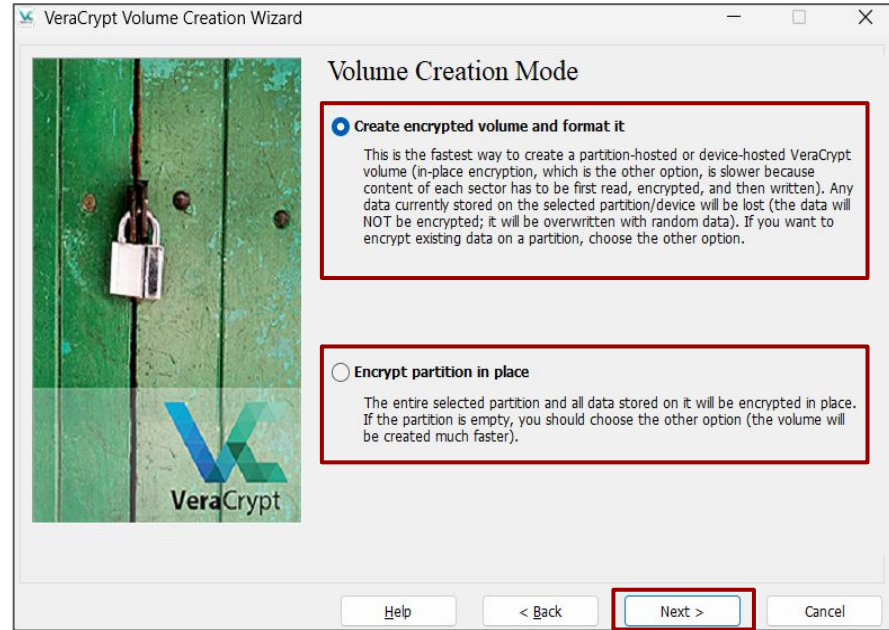 VeraCrypt Volume Creation Wizard
Volume Creation Mode
Create encrypted volume and format it
This is the fastest way to create a partition-hosted or device-hosted VeraCrypt
volume (in-place encryption, which is the other option, is slower because
content of each sector has to be first read, encrypted, and then written). Any
data currently stored on the selected partition/device will be lost (the data will
NOT be encrypted; it will be overwritten with random data). If you want to
encrypt existing data on a partition, choose the other option.
Encrypt partition in place
The entire selected partition and all data stored on it will be encrypted in place.
If the partition is empty, you should choose the other option (the volume will
be created much faster).
VeraCrypt
Help < Back Next > Cancel